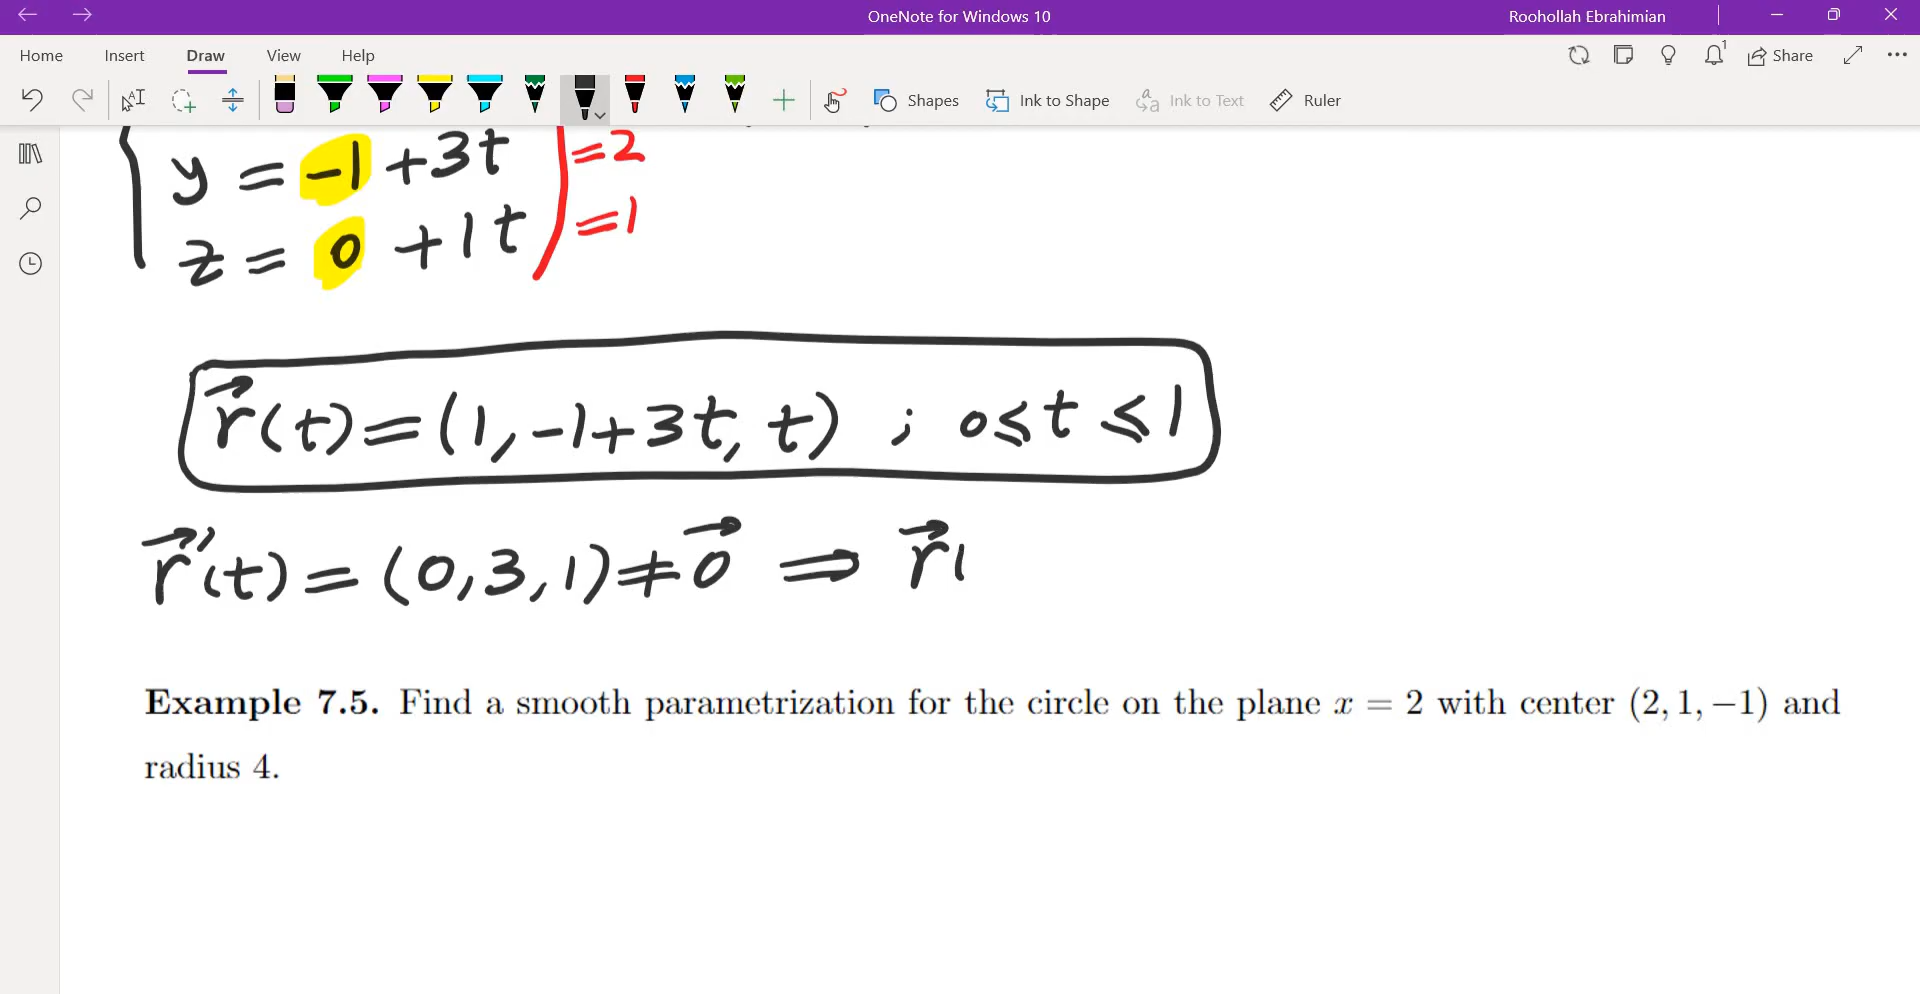 OneNote for Windows 10
Roohollah Ebrahimian
Home Insert Draw View Help
1 Share
Shapes Ink to Shape Ink to Text Ruler
y = -1 + 3t = 2
z = 0 + 1t = 1
r⃗(t) = (1, -1+3t, t) ; 0 ≤ t ≤ 1
r⃗'(t) = (0, 3, 1) ≠ 0⃗ ⇒ r⃗(
Example 7.5. Find a smooth parametrization for the circle on the plane x = 2 with center (2, 1, −1) and
radius 4.